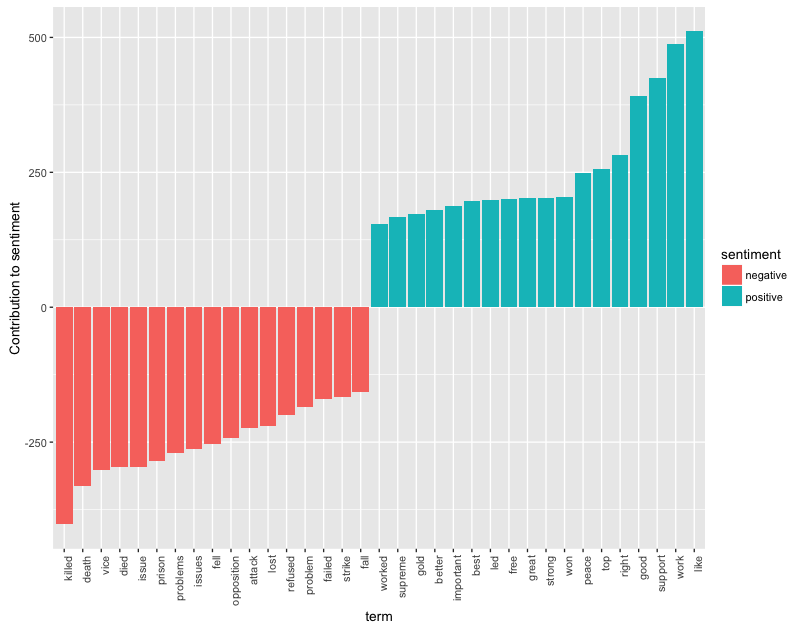 500
250
0
-250
Contribution to sentiment
killed
death
vice
died
issue
prison
problems
issues
fell
opposition
attack
lost
refused
problem
failed
strike
fall
worked
supreme
gold
better
important
best
led
free
great
strong
won
peace
top
right
good
support
work
like
term
sentiment
negative
positive